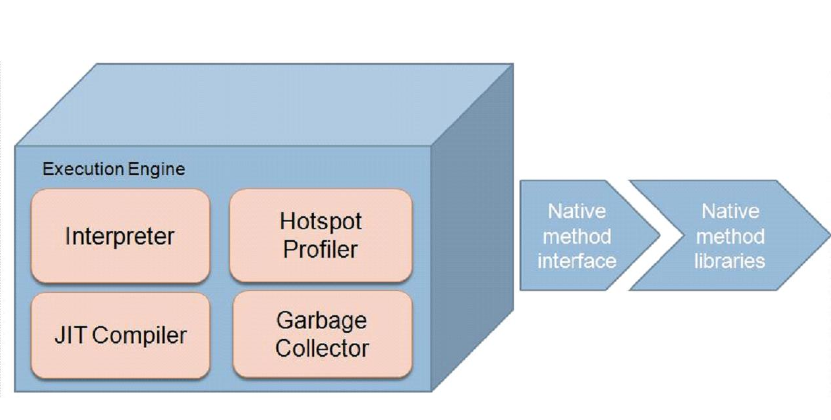 Execution Engine
Interpreter
Hotspot
Profiler
JIT Compiler
Garbage
Collector
Native
method
interface
Native
method
libraries